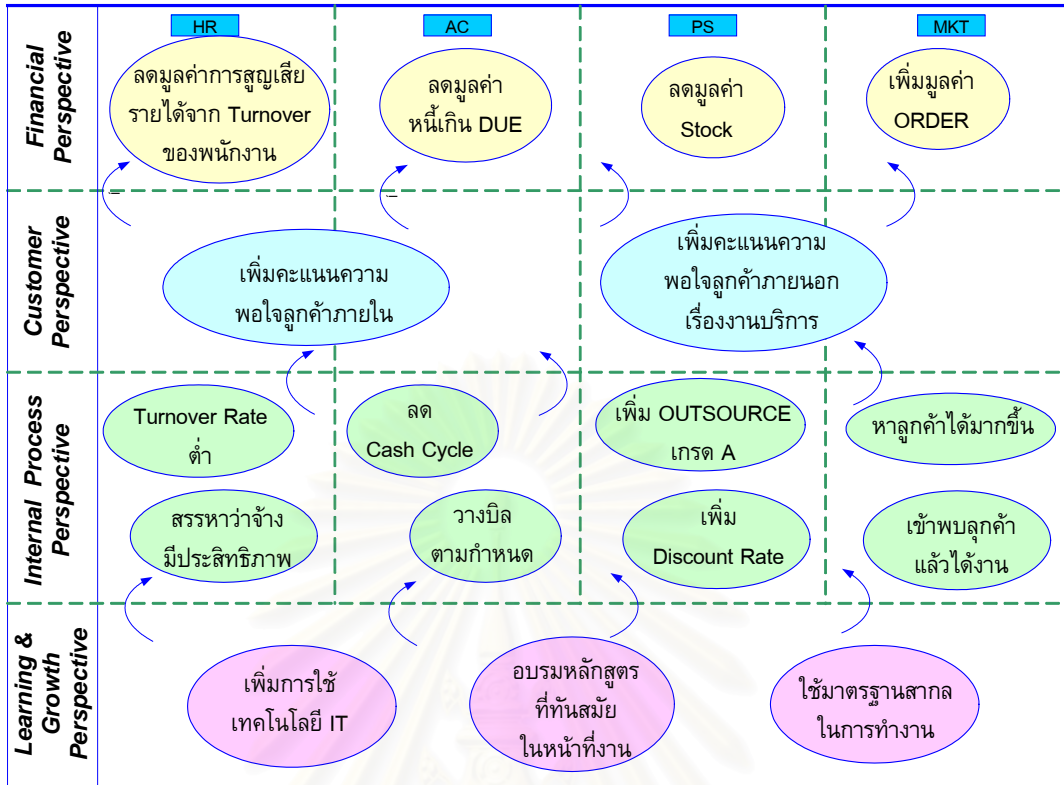 HR
AC
PS
MKT
Financial
Perspective
ลดมูลค่าการสูญเสีย
รายได้จาก Turnover
ของพนักงาน
ลดมูลค่า
หนี้เกิน DUE
ลดมูลค่า
Stock
เพิ่มมูลค่า
ORDER
Customer
Perspective
เพิ่มคะแนนความ
พอใจลูกค้าภายใน
เพิ่มคะแนนความ
พอใจลูกค้าภายนอก
เรื่องงานบริการ
Internal Process
Perspective
Turnover Rate
ต่ำ
ลด
Cash Cycle
เพิ่ม OUTSOURCE
เกรด A
หาลูกค้าได้มากขึ้น
สรรหาว่าจ้าง
มีประสิทธิภาพ
วางบิล
ตามกำหนด
เพิ่ม
Discount Rate
เข้าพบลุกค้า
แล้วได้งาน
Learning &
Growth
Perspective
เพิ่มการใช้
เทคโนโลยี IT
อบรมหลักสูตร
ที่ทันสมัย
ในหน้าที่งาน
ใช้มาตรฐานสากล
ในการทำงาน